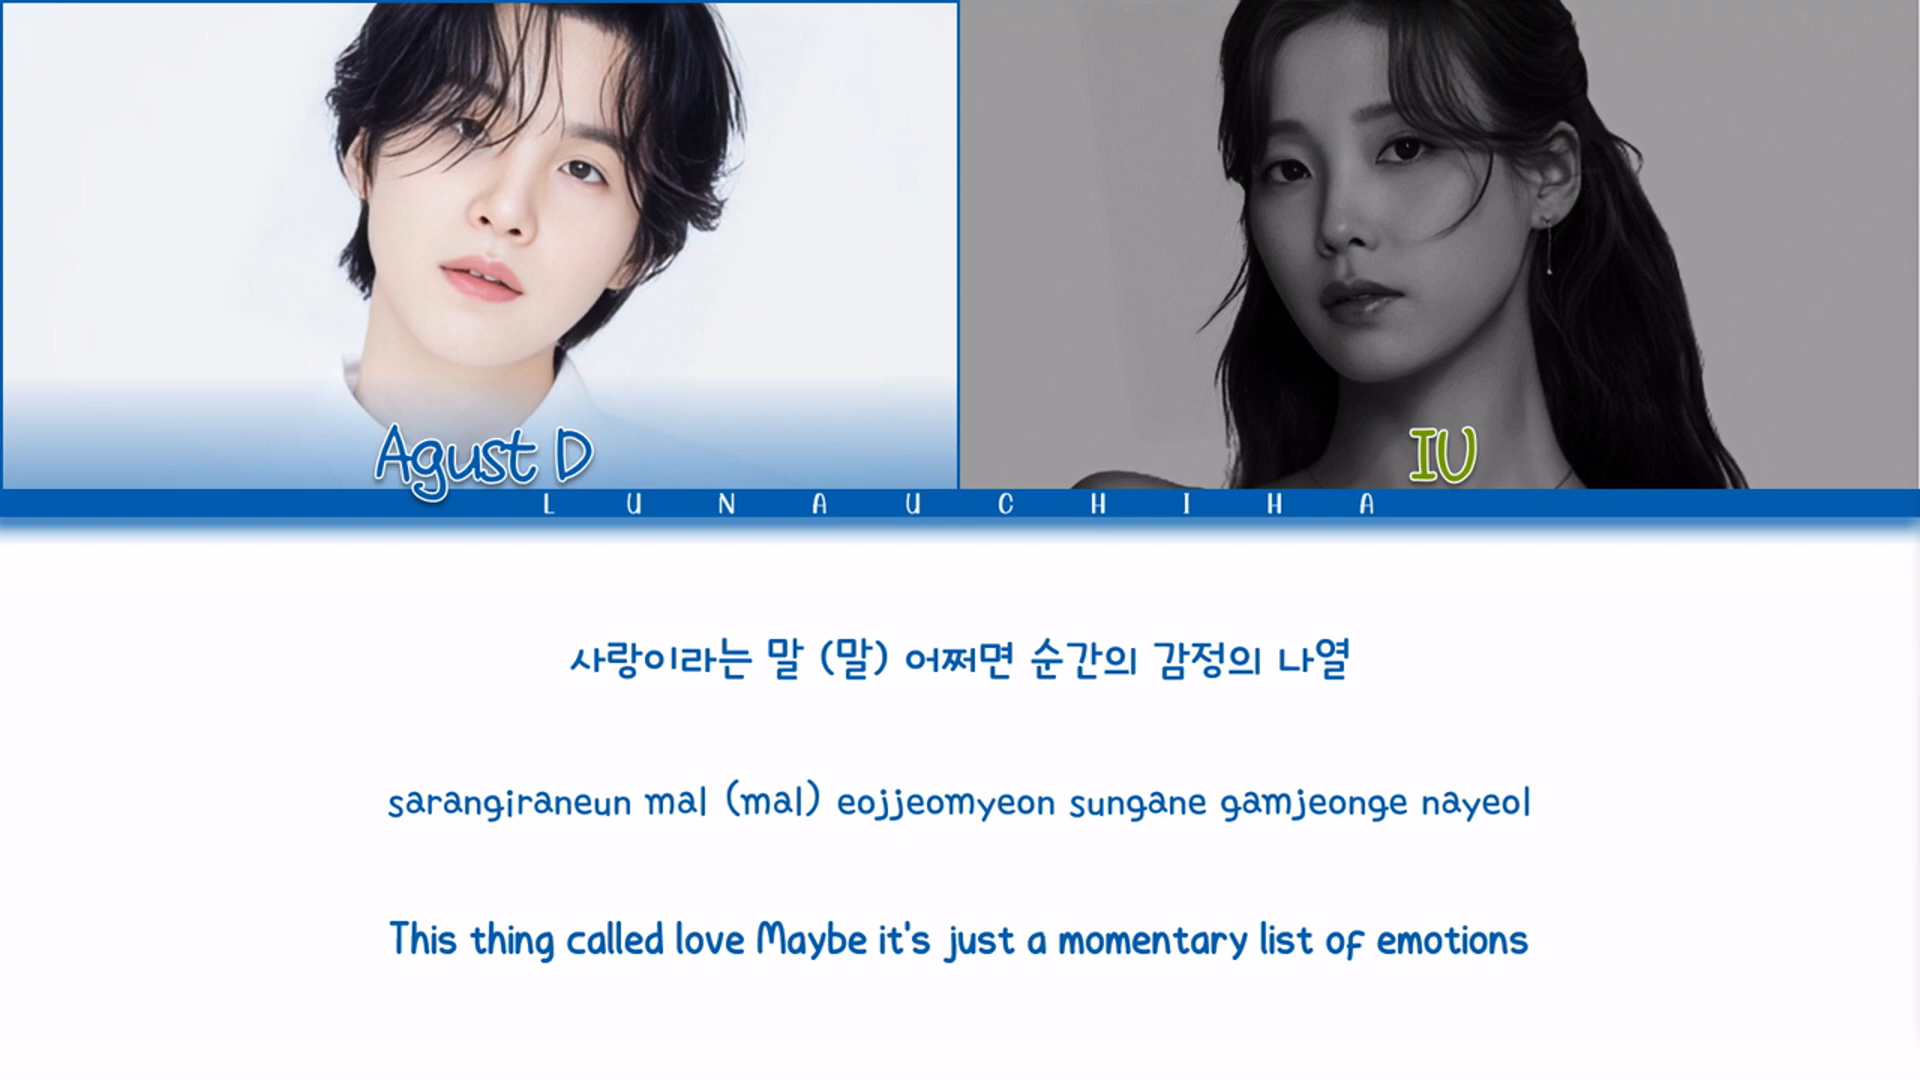 Agust D
IU
LUNAUCHIHA
사랑이라는 말 (말) 어쩌면 순간의 감정의 나열
sarangiraneun mal (mal) eojjeomyeon sungane gamjeonge nayeol
This thing called love Maybe it's just a momentary list of emotions